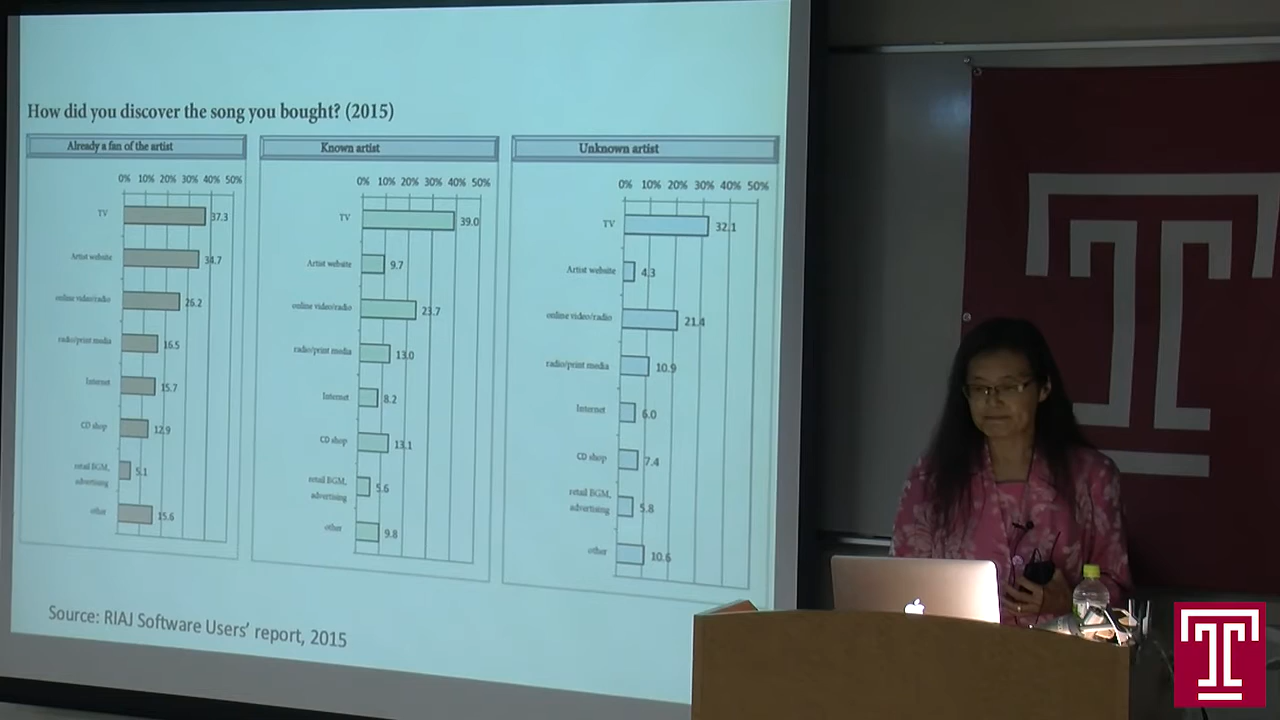 How did you discover the song you bought? (2015)
Already a fan of the artist
0% 10% 20% 30% 40% 50%
TV 37.3
Artist website 34.7
online video/radio 26.2
radio/print media 16.5
Internet 15.7
CD shop 12.9
retail BGM,
advertising 5.1
other 15.6
Known artist
0% 10% 20% 30% 40% 50%
TV 39.0
Artist website 9.7
online video/radio 23.7
radio/print media 13.0
Internet 8.2
CD shop 13.1
retail BGM,
advertising 5.6
other 9.8
Unknown artist
0% 10% 20% 30% 40% 50%
TV 32.1
Artist website 4.3
online video/radio 21.4
radio/print media 10.9
Internet 6.0
CD shop 7.4
retail BGM,
advertising 5.8
other 10.6
Source: RIAJ Software Users' report, 2015
T
T